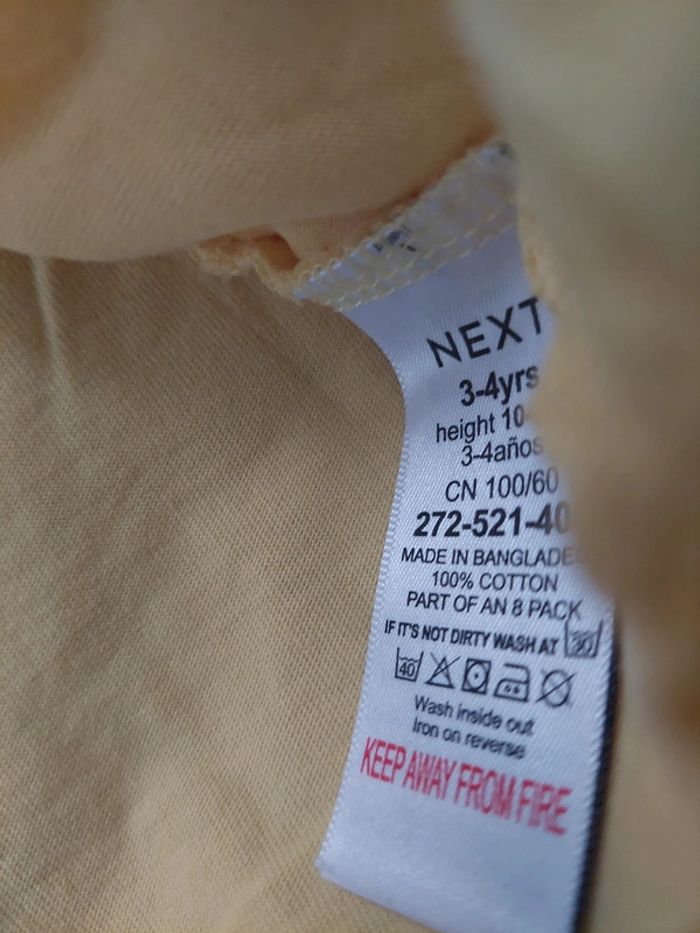 NEXT
3-4yrs
height 10
3-4años
CN 100/60
272-521-40
MADE IN BANGLADE
100% COTTON
PART OF AN 8 PACK
IF IT'S NOT DIRTY WASH AT 30
40
Wash inside out
Iron on reverse
KEEP AWAY FROM FIRE